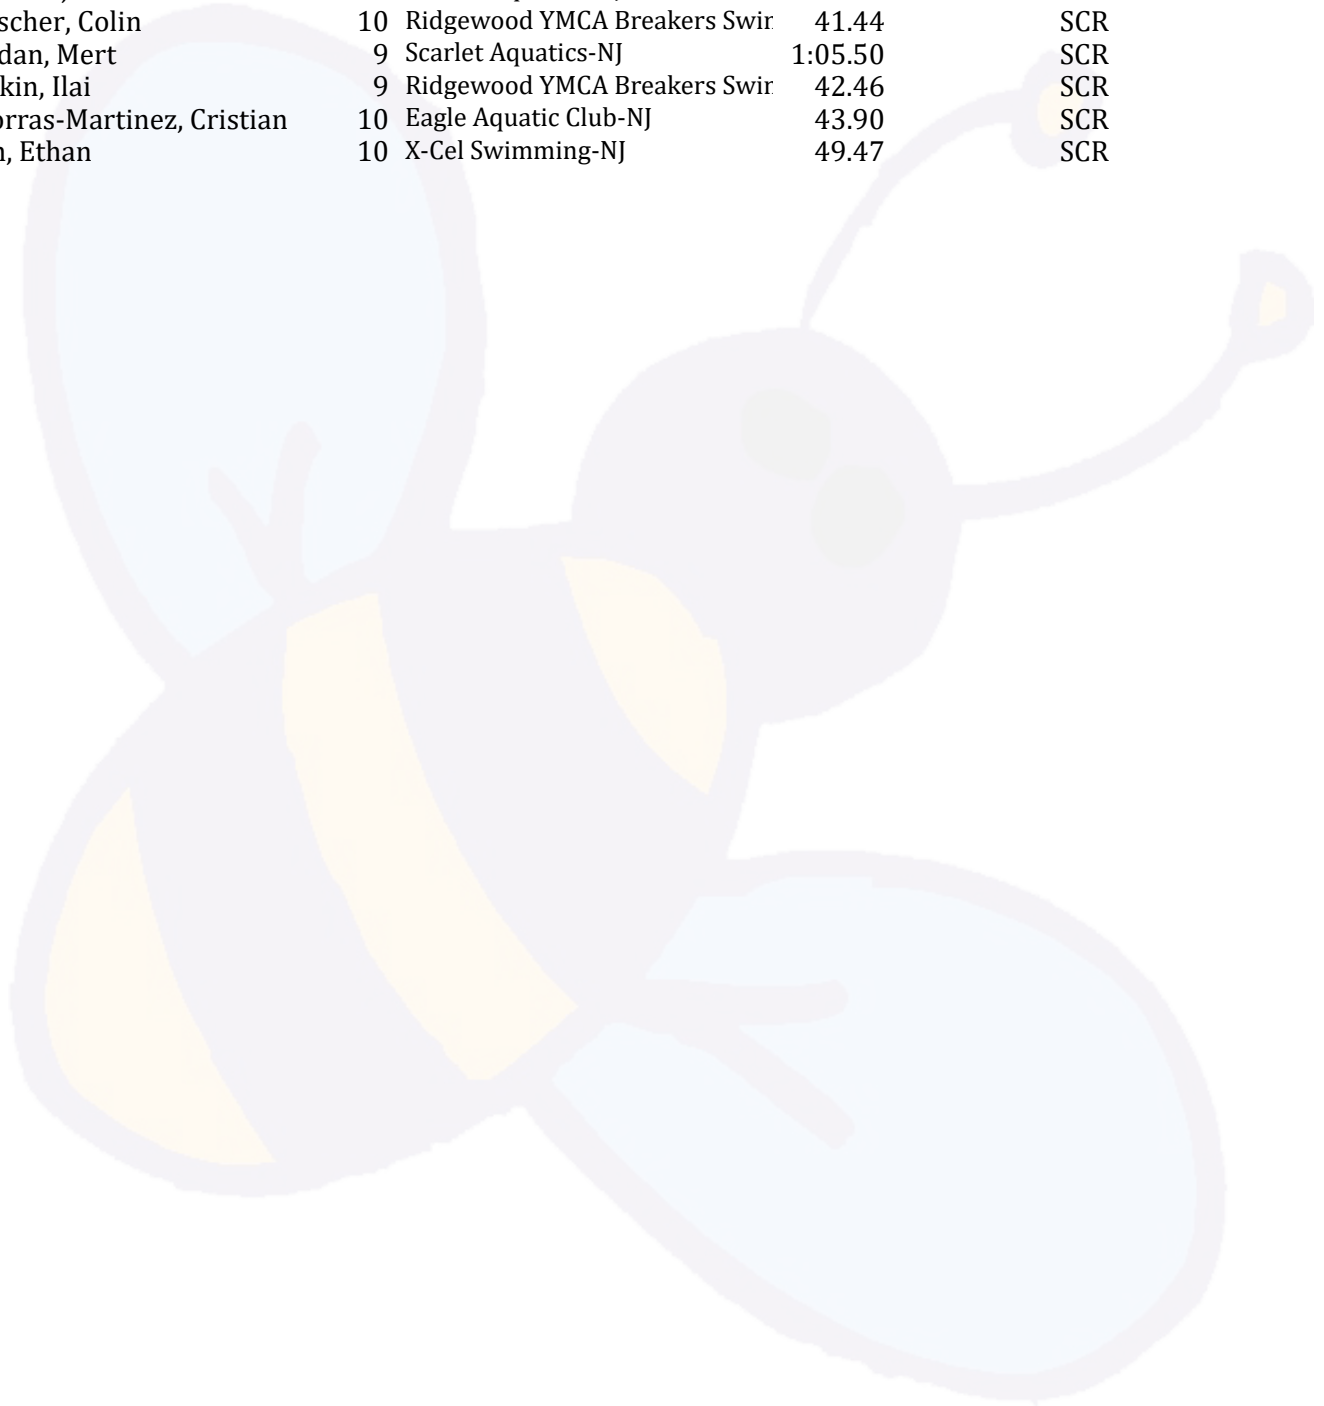 scher, Colin 10 Ridgewood YMCA Breakers Swir 41.44 SCR
dan, Mert 9 Scarlet Aquatics-NJ 1:05.50 SCR
kin, Ilai 9 Ridgewood YMCA Breakers Swir 42.46 SCR
orras-Martinez, Cristian 10 Eagle Aquatic Club-NJ 43.90 SCR
, Ethan 10 X-Cel Swimming-NJ 49.47 SCR